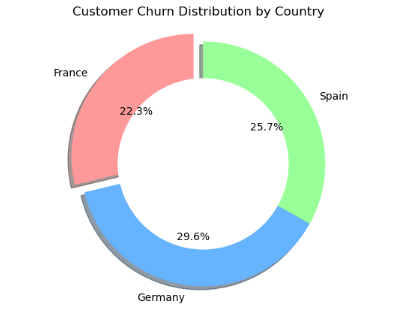 Customer Churn Distribution by Country
France
22.3%
Spain
25.7%
29.6%
Germany